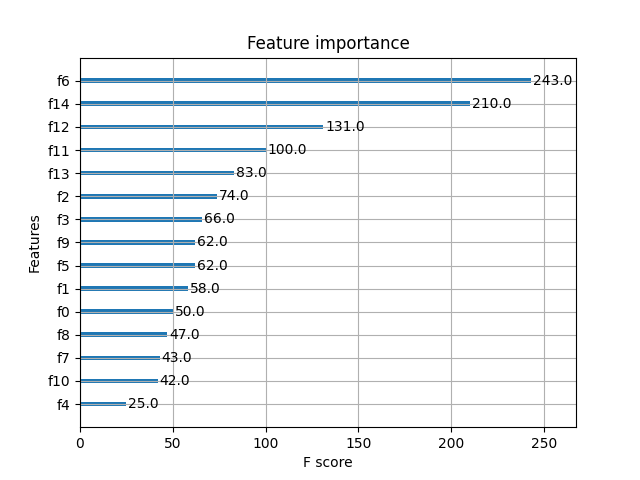 Feature importance
f6 243.0
f14 210.0
f12 131.0
f11 100.0
f13 83.0
f2 74.0
f3 66.0
f9 62.0
f5 62.0
f1 58.0
f0 50.0
f8 47.0
f7 43.0
f10 42.0
f4 25.0
Features
0 50 100 150 200 250
F score